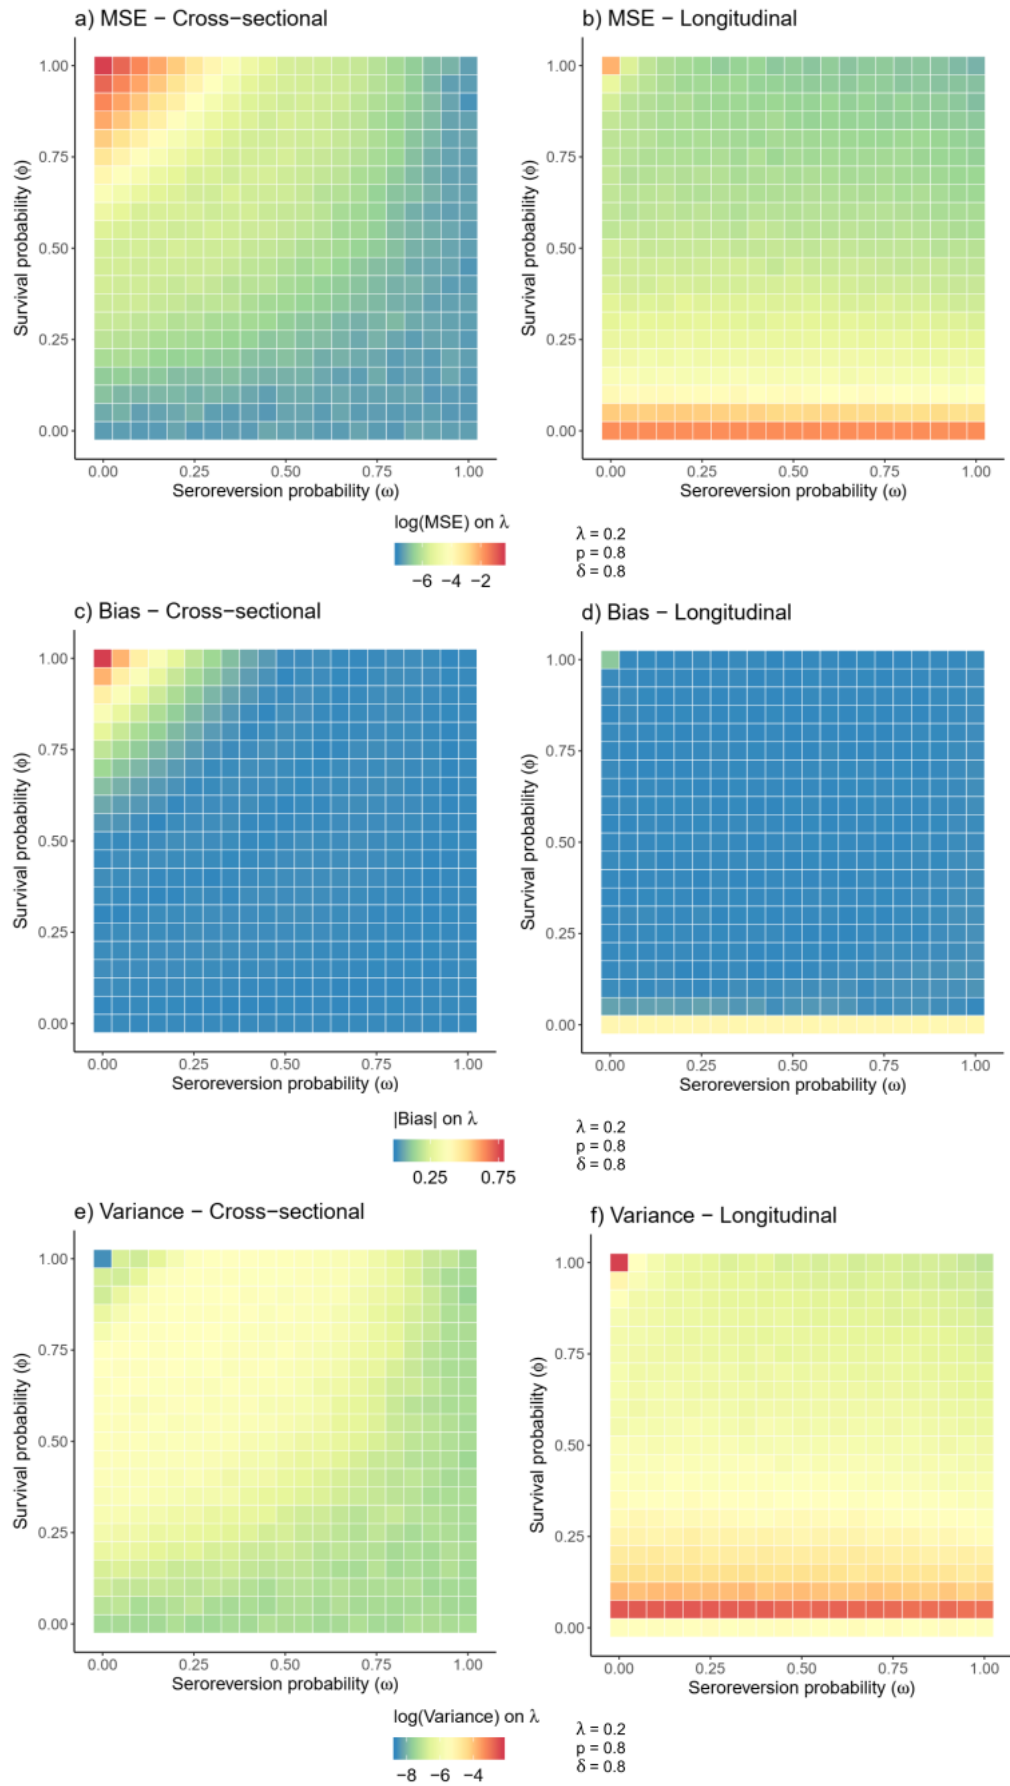 a) MSE − Cross−sectional
b) MSE − Longitudinal
1.00
0.75
0.50
0.25
0.00
Survival probability (ϕ)
0.00 0.25 0.50 0.75 1.00
Seroreversion probability (ω)
1.00
0.75
0.50
0.25
0.00
Survival probability (ϕ)
0.00 0.25 0.50 0.75 1.00
Seroreversion probability (ω)
log(MSE) on λ
−6 −4 −2
λ = 0.2
p = 0.8
δ = 0.8
c) Bias − Cross−sectional
d) Bias − Longitudinal
1.00
0.75
0.50
0.25
0.00
Survival probability (ϕ)
0.00 0.25 0.50 0.75 1.00
Seroreversion probability (ω)
1.00
0.75
0.50
0.25
0.00
Survival probability (ϕ)
0.00 0.25 0.50 0.75 1.00
Seroreversion probability (ω)
|Bias| on λ
0.25 0.75
λ = 0.2
p = 0.8
δ = 0.8
e) Variance − Cross−sectional
f) Variance − Longitudinal
1.00
0.75
0.50
0.25
0.00
Survival probability (ϕ)
0.00 0.25 0.50 0.75 1.00
Seroreversion probability (ω)
1.00
0.75
0.50
0.25
0.00
Survival probability (ϕ)
0.00 0.25 0.50 0.75 1.00
Seroreversion probability (ω)
log(Variance) on λ
−8 −6 −4
λ = 0.2
p = 0.8
δ = 0.8